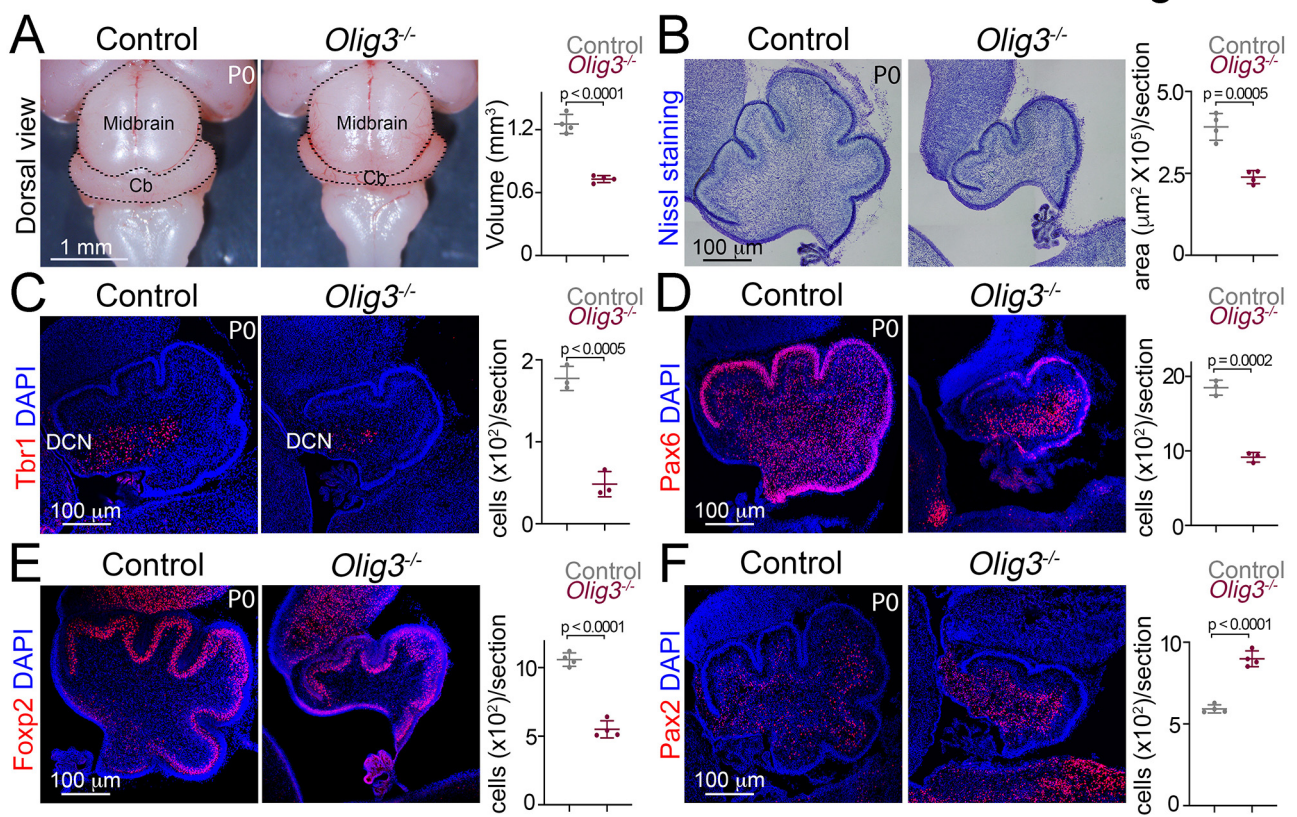 g
A
Control
Olig3-/-
Control
Olig3-/-
Dorsal view
P0
Midbrain
Cb
1 mm
Midbrain
Cb
Volume (mm³)
p < 0.0001
1.2
0.6
0
B
Control
Olig3-/-
Control
Olig3-/-
Nissl staining
P0
100 μm
area (μm² X10⁵)/section
5.0
p = 0.0005
2.5
0
C
Control
Olig3-/-
Control
Olig3-/-
Tbr1 DAPI
P0
DCN
100 μm
DCN
cells (x10²)/section
2
p < 0.0005
1
0
D
Control
Olig3-/-
Control
Olig3-/-
Pax6 DAPI
P0
100 μm
cells (x10²)/section
p = 0.0002
20
10
0
E
Control
Olig3-/-
Control
Olig3-/-
Foxp2 DAPI
P0
100 μm
cells (x10²)/section
p < 0.0001
10
5
0
F
Control
Olig3-/-
Control
Olig3-/-
Pax2 DAPI
P0
100 μm
cells (x10²)/section
p < 0.0001
10
5
0